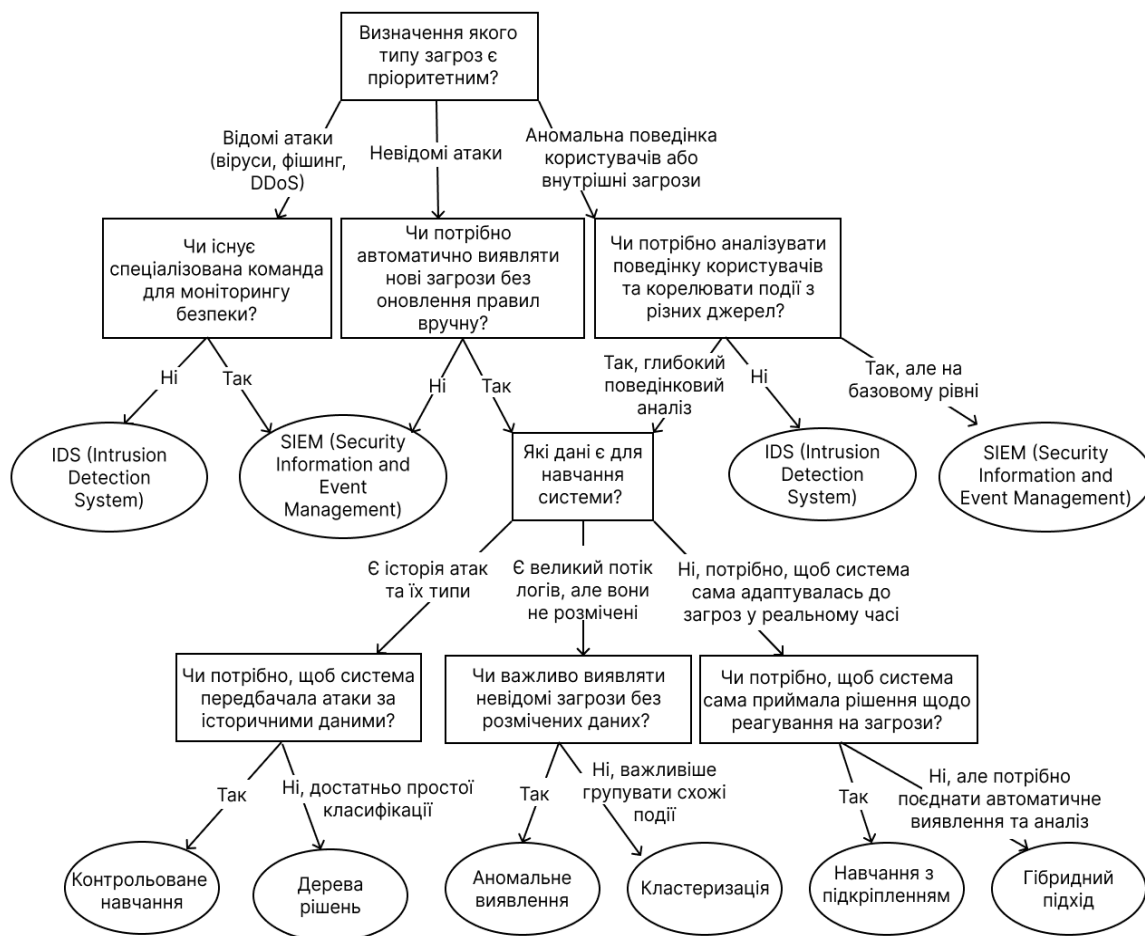 Визначення якого
типу загроз є
пріоритетним?
Відомі атаки
(віруси, фішинг,
DDoS)
Невідомі атаки
Аномальна поведінка
користувачів або
внутрішні загрози
Чи існує
спеціалізована команда
для моніторингу
безпеки?
Чи потрібно
автоматично виявляти
нові загрози без
оновлення правил
вручну?
Чи потрібно аналізувати
поведінку користувачів
та корелювати події з
різних джерел?
Ні
Так
Ні
Так
Так, глибокий
поведінковий
аналіз
Ні
Так, але на
базовому рівні
IDS (Intrusion
Detection
System)
SIEM (Security
Information and
Event
Management)
Які дані є для
навчання
системи?
IDS (Intrusion
Detection
System)
SIEM (Security
Information and
Event Management)
Є історія атак
та їх типи
Є великий потік
логів, але вони
не розмічені
Ні, потрібно, щоб система
сама адаптувалась до
загроз у реальному часі
Чи потрібно, щоб система
передбачала атаки за
історичними даними?
Чи важливо виявляти
невідомі загрози без
розмічених даних?
Чи потрібно, щоб система
сама приймала рішення щодо
реагування на загрози?
Так
Ні, достатньо простої
класифікації
Так
Ні, важливіше
групувати схожі
події
Так
Ні, але потрібно
поєднати автоматичне
виявлення та аналіз
Контрольоване
навчання
Дерева
рішень
Аномальне
виявлення
Кластеризація
Навчання з
підкріпленням
Гібридний
підхід